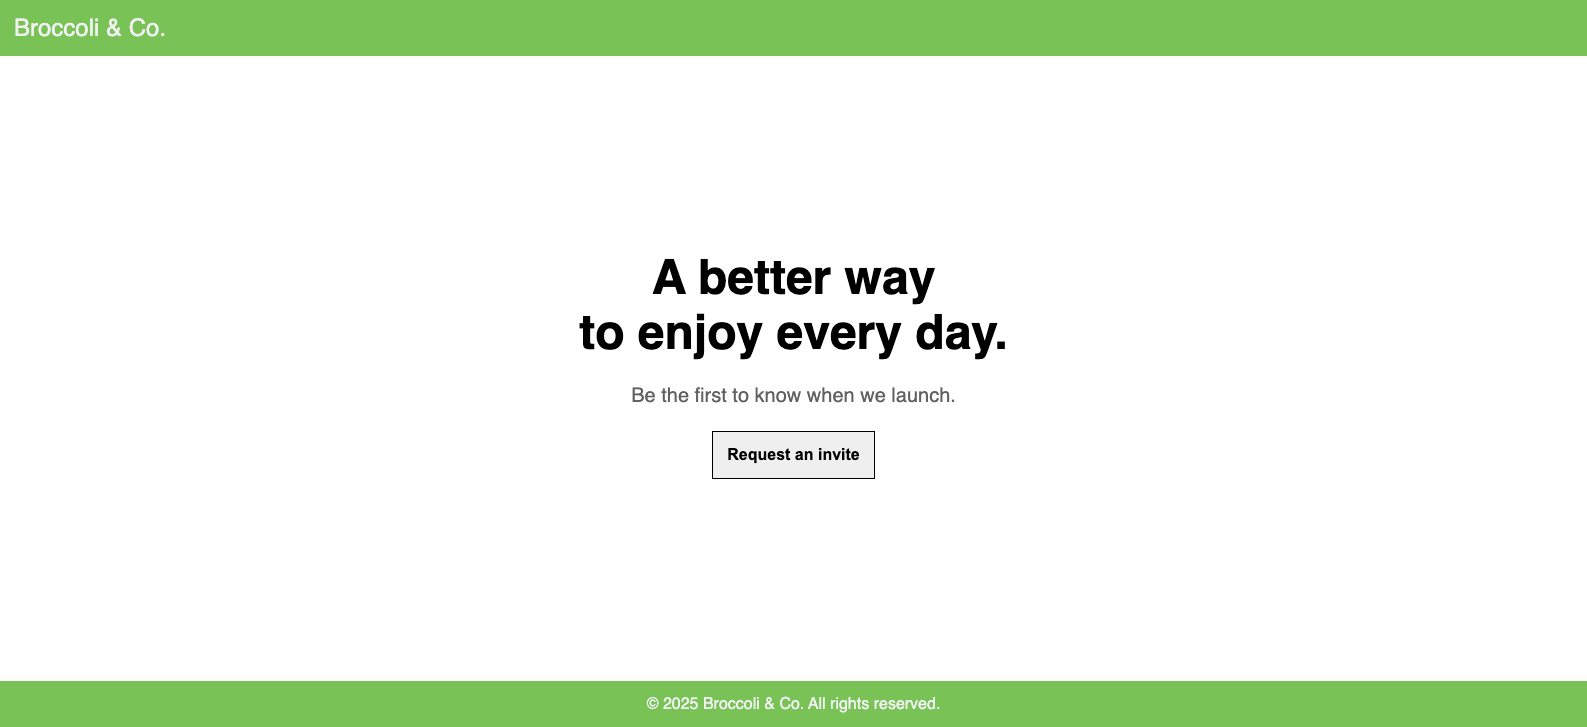 Broccoli & Co.
A better way
to enjoy every day.
Be the first to know when we launch.
Request an invite
© 2025 Broccoli & Co. All rights reserved.